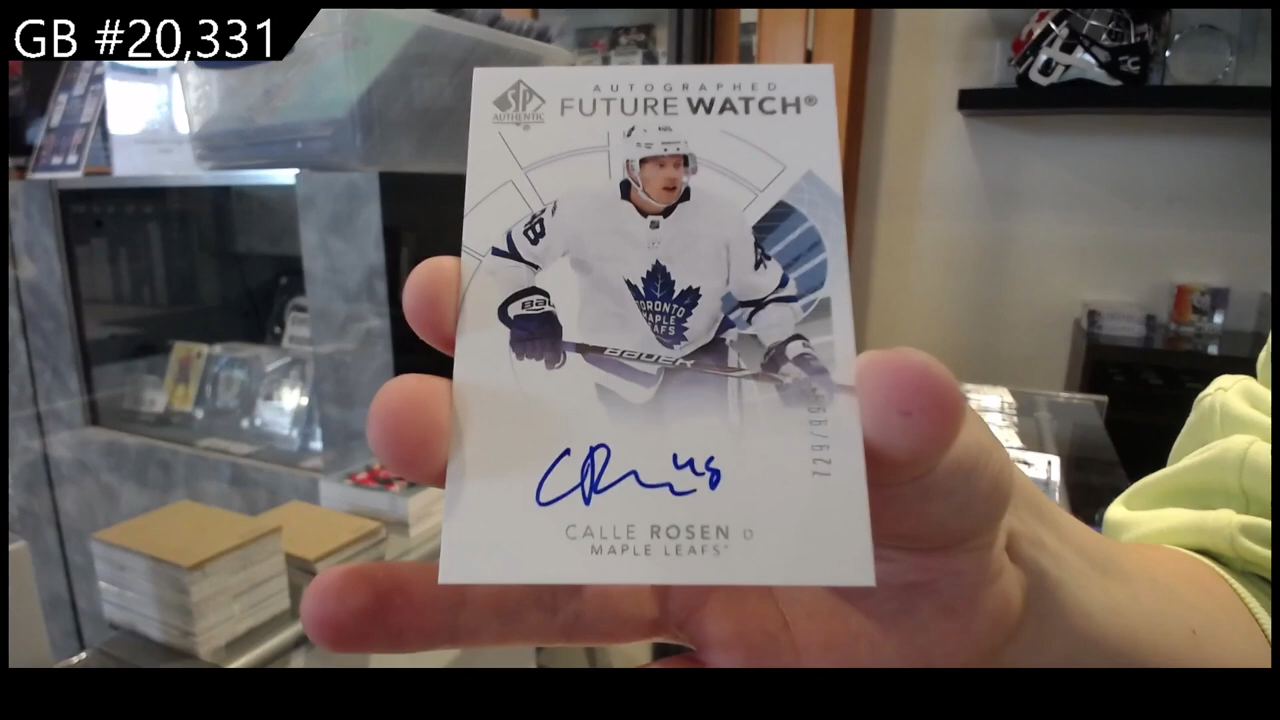 GB #20,331
SP
AUTHENTIC
AUTOGRAPHED
FUTURE WATCH®
TORONTO
MAPLE
LEAFS
BAUER
CALLE ROSEN D
MAPLE LEAFS